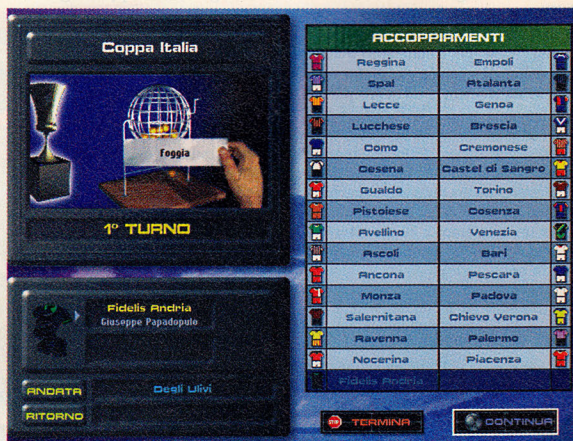 Coppa Italia
foggia
1° TURNO
Fidelis Andria
Giuseppe Papadopulo
ANDATA
Degli Ulivi
RITORNO
ACCOPPIAMENTI
Reggina Empoli
Spal Atalanta
Lecce Genoa
Lucchese Brescia
Como Cremonese
Cesena Castel di Sangro
Gualdo Torino
Pistoiese Cosenza
Avellino Venezia
Ascoli Bari
Ancona Pescara
Monza Padova
Salernitana Chievo Verona
Ravenna Palermo
Nocerina Piacenza
Fidelis Andria
STOP TERMINA
CONTINUA